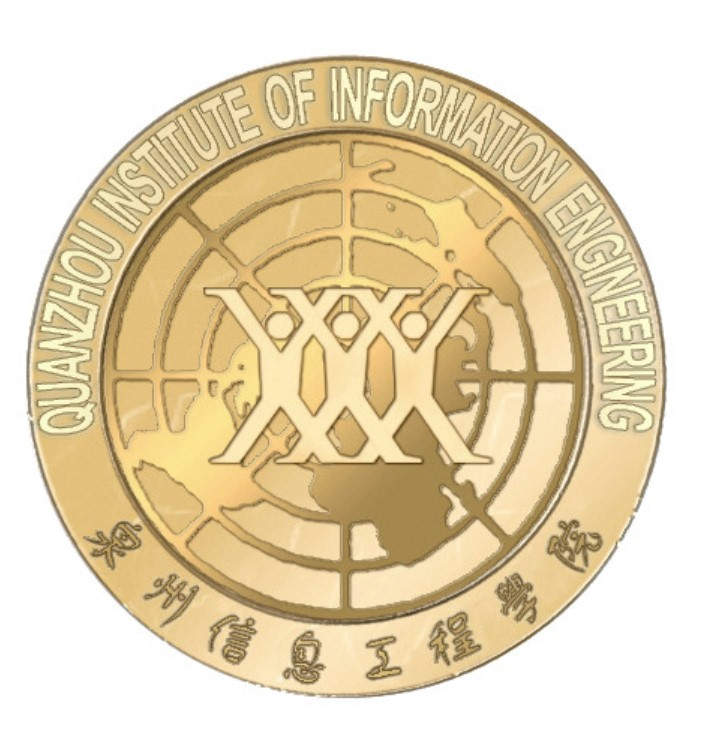 QUANZHOU INSTITUTE OF INFORMATION ENGINEERING
泉州信息工程學院